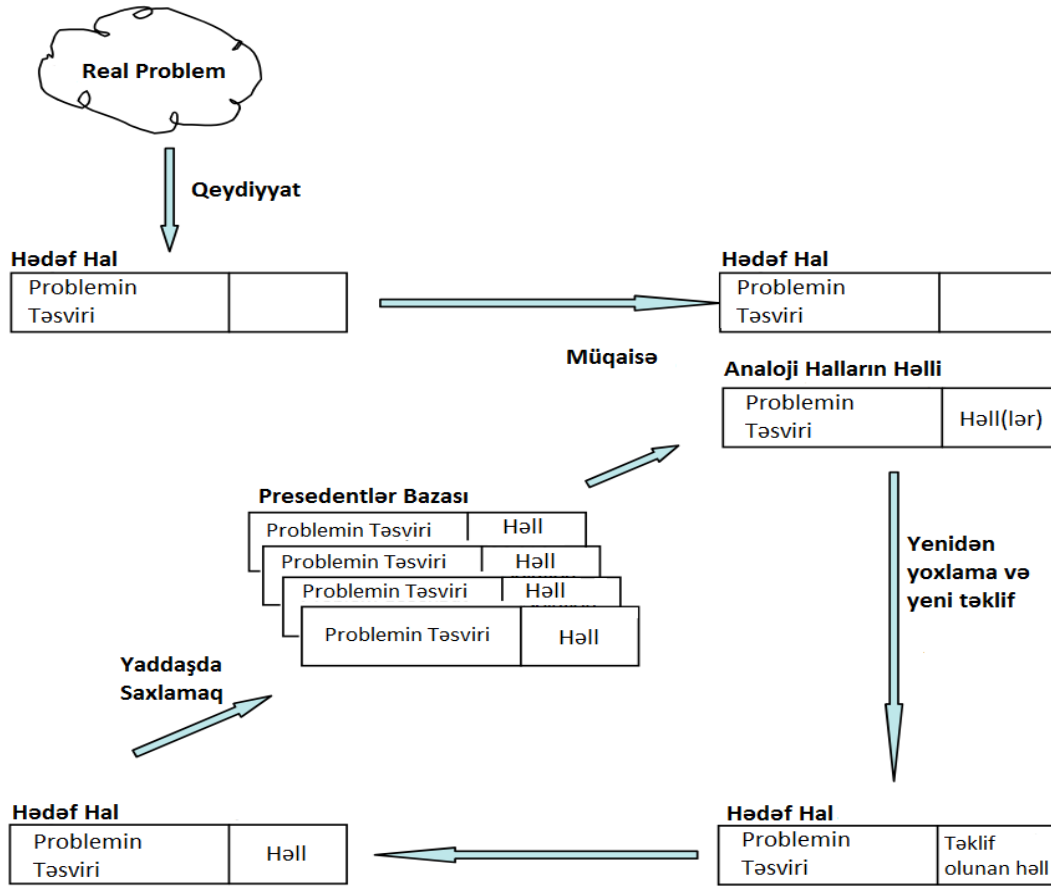 Real Problem
Qeydiyyat
Hədəf Hal
Problemin
Təsviri
Hədəf Hal
Problemin
Təsviri
Müqaisə
Analoji Halların Həlli
Problemin
Təsviri
Həll(lər)
Presedentlər Bazası
Problemin Təsviri
Həll
Problemin Təsviri
Həll
Problemin Təsviri
Həll
Problemin Təsviri
Həll
Yenidən
yoxlama və
yeni təklif
Yaddaşda
Saxlamaq
Hədəf Hal
Problemin
Təsviri
Həll
Hədəf Hal
Problemin
Təsviri
Təklif
olunan həll